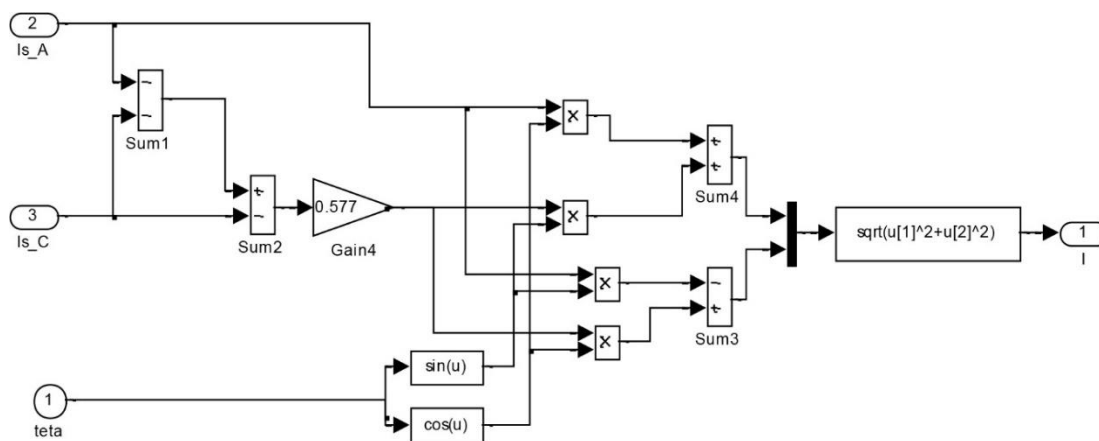 2
Is_A
−
−
Sum1
3
Is_C
+
−
Sum2
0.577
Gain4
x
x
x
x
+
+
Sum4
−
+
Sum3
sqrt(u[1]^2+u[2]^2)
1
I
sin(u)
cos(u)
1
teta